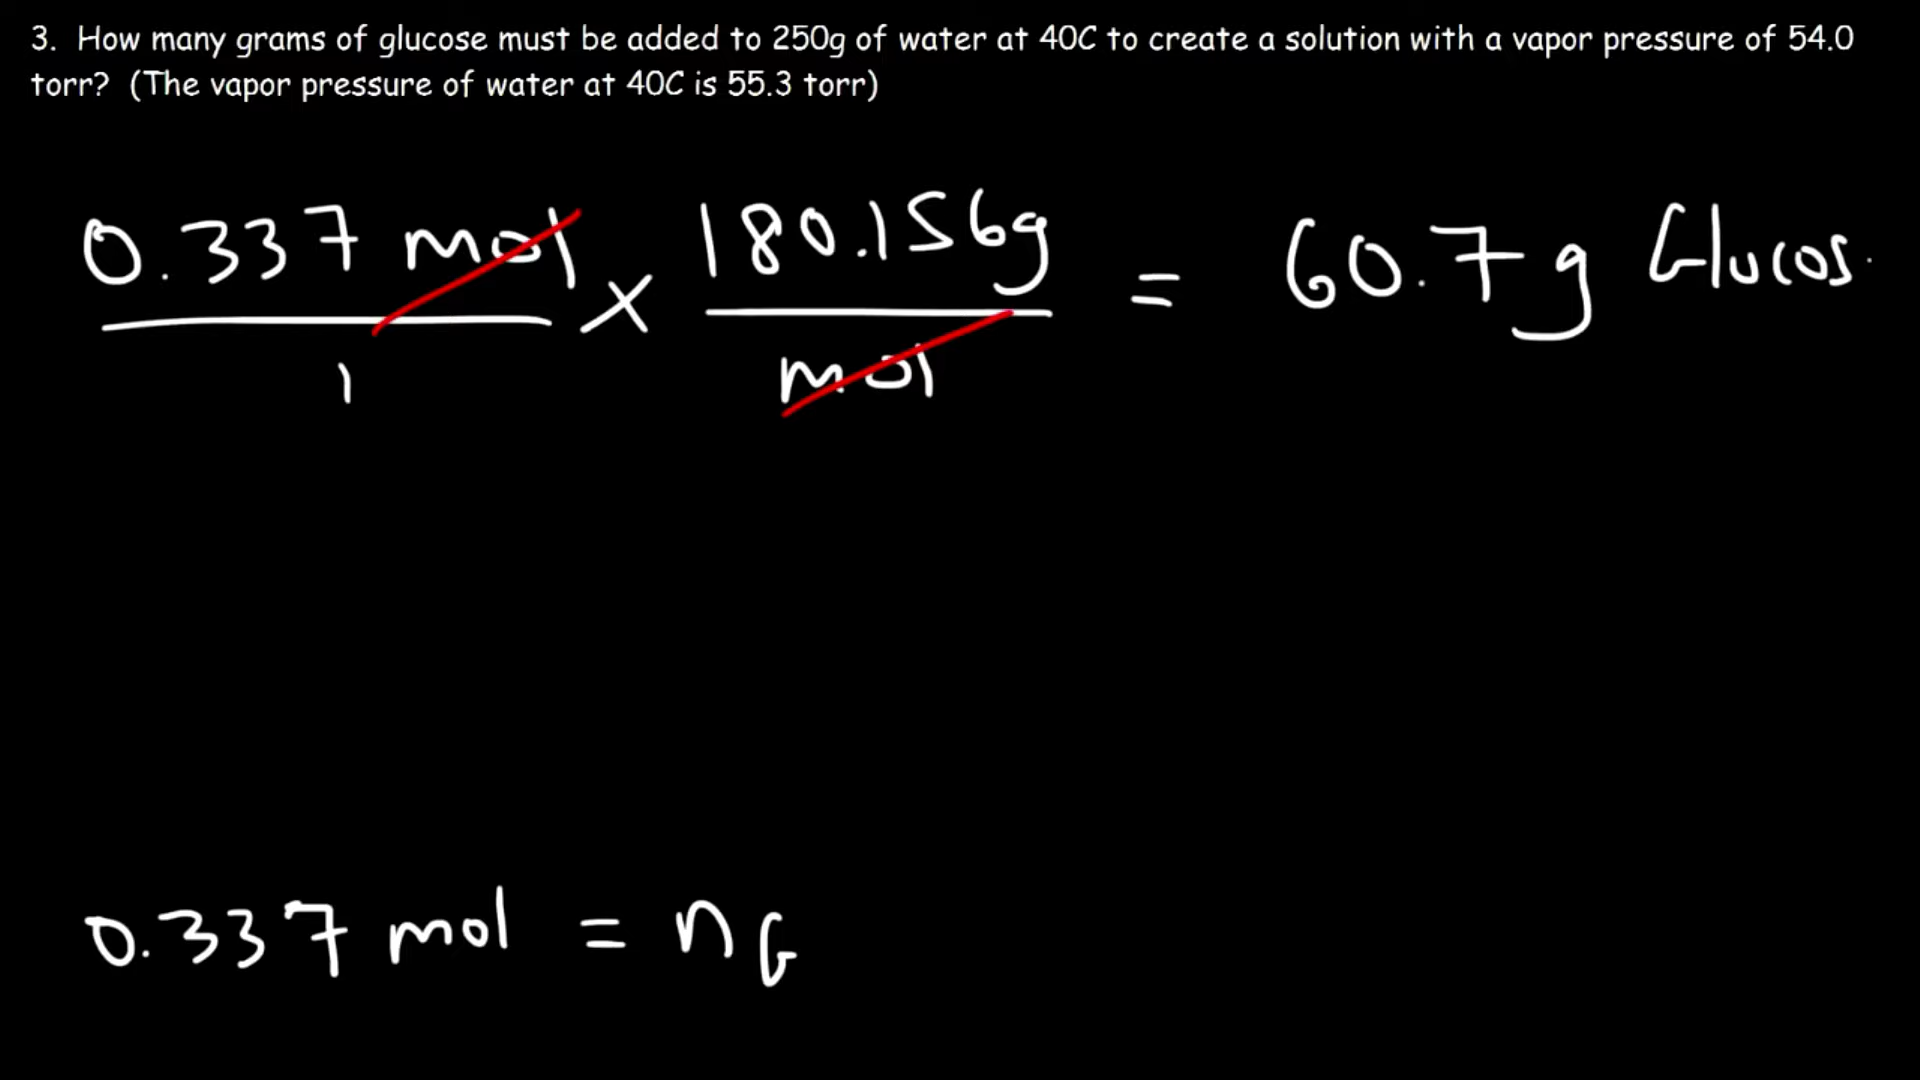 3. How many grams of glucose must be added to 250g of water at 40C to create a solution with a vapor pressure of 54.0
torr? (The vapor pressure of water at 40C is 55.3 torr)
0.337 mol / 1 x 180.156g / mol = 60.7g Glucos
0.337 mol = nG